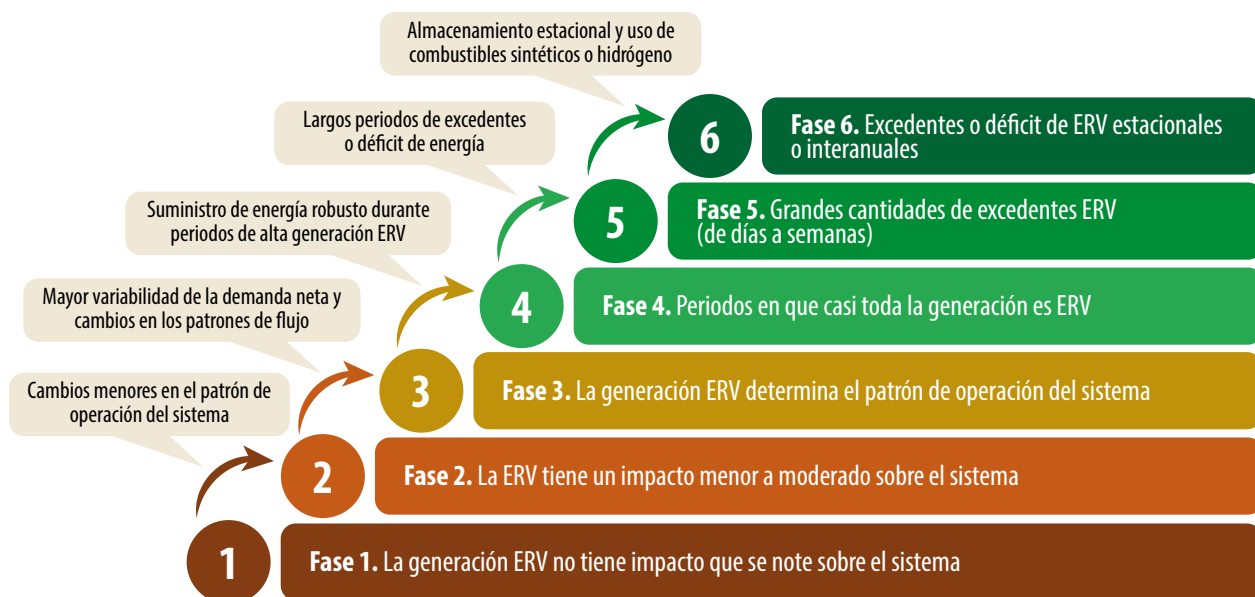 Almacenamiento estacional y uso de
combustibles sintéticos o hidrógeno
6
Fase 6. Excedentes o déficit de ERV estacionales
o interanuales
Largos periodos de excedentes
o déficit de energía
5
Fase 5. Grandes cantidades de excedentes ERV
(de días a semanas)
Suministro de energía robusto durante
periodos de alta generación ERV
4
Fase 4. Periodos en que casi toda la generación es ERV
Mayor variabilidad de la demanda neta y
cambios en los patrones de flujo
3
Fase 3. La generación ERV determina el patrón de operación del sistema
Cambios menores en el patrón de
operación del sistema
2
Fase 2. La ERV tiene un impacto menor a moderado sobre el sistema
1
Fase 1. La generación ERV no tiene impacto que se note sobre el sistema